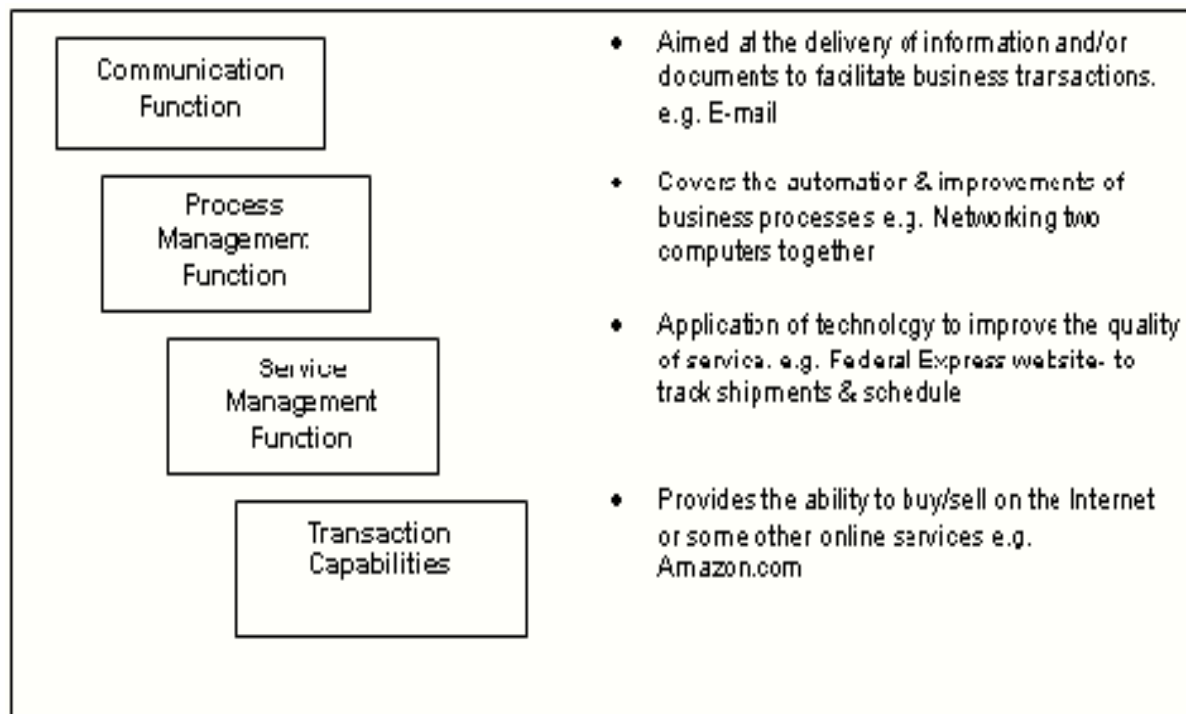 Communication
Function
Aimed at the delivery of information and/or
documents to facilitate business transactions.
e.g. E-mail
Process
Management
Function
Covers the automation & improvements of
business processes e.g. Networking two
computers together
Service
Management
Function
Application of technology to improve the quality
of service. e.g. Federal Express website- to
track shipments & schedule
Transaction
Capabilities
Provides the ability to buy/sell on the Internet
or some other online services e.g.
Amazon.com